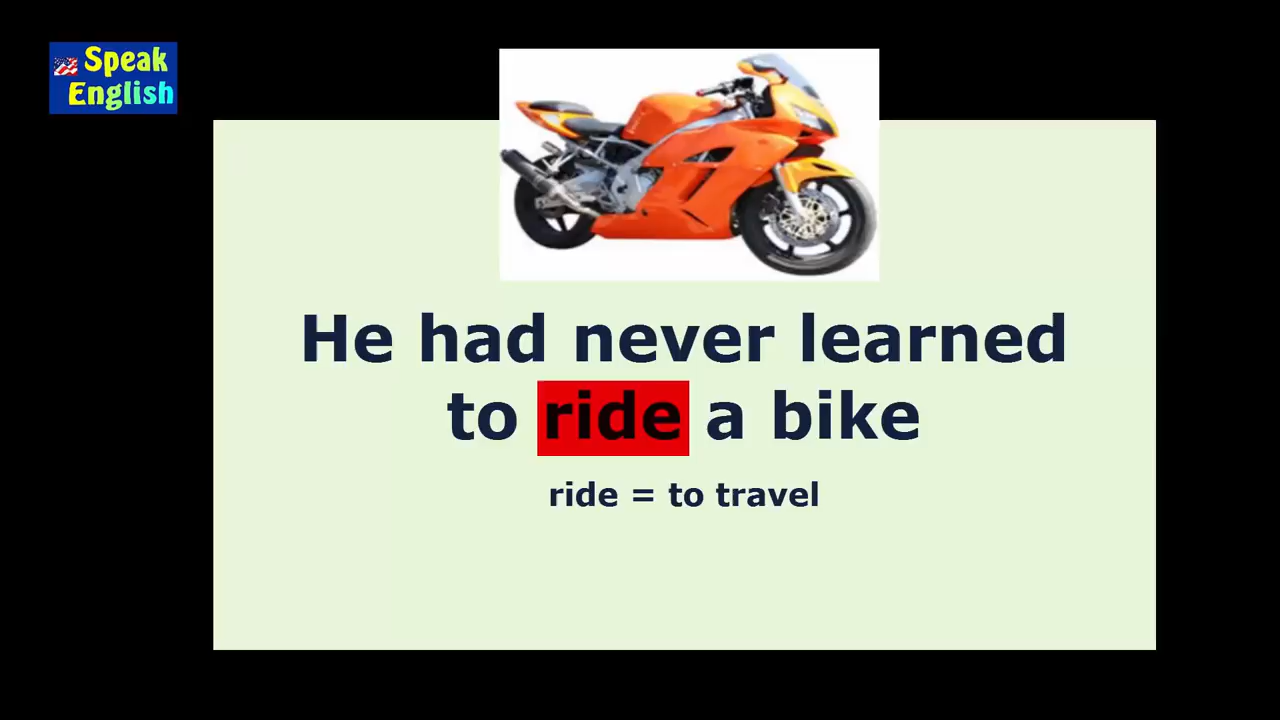 Speak
English
He had never learned
to ride a bike
ride = to travel